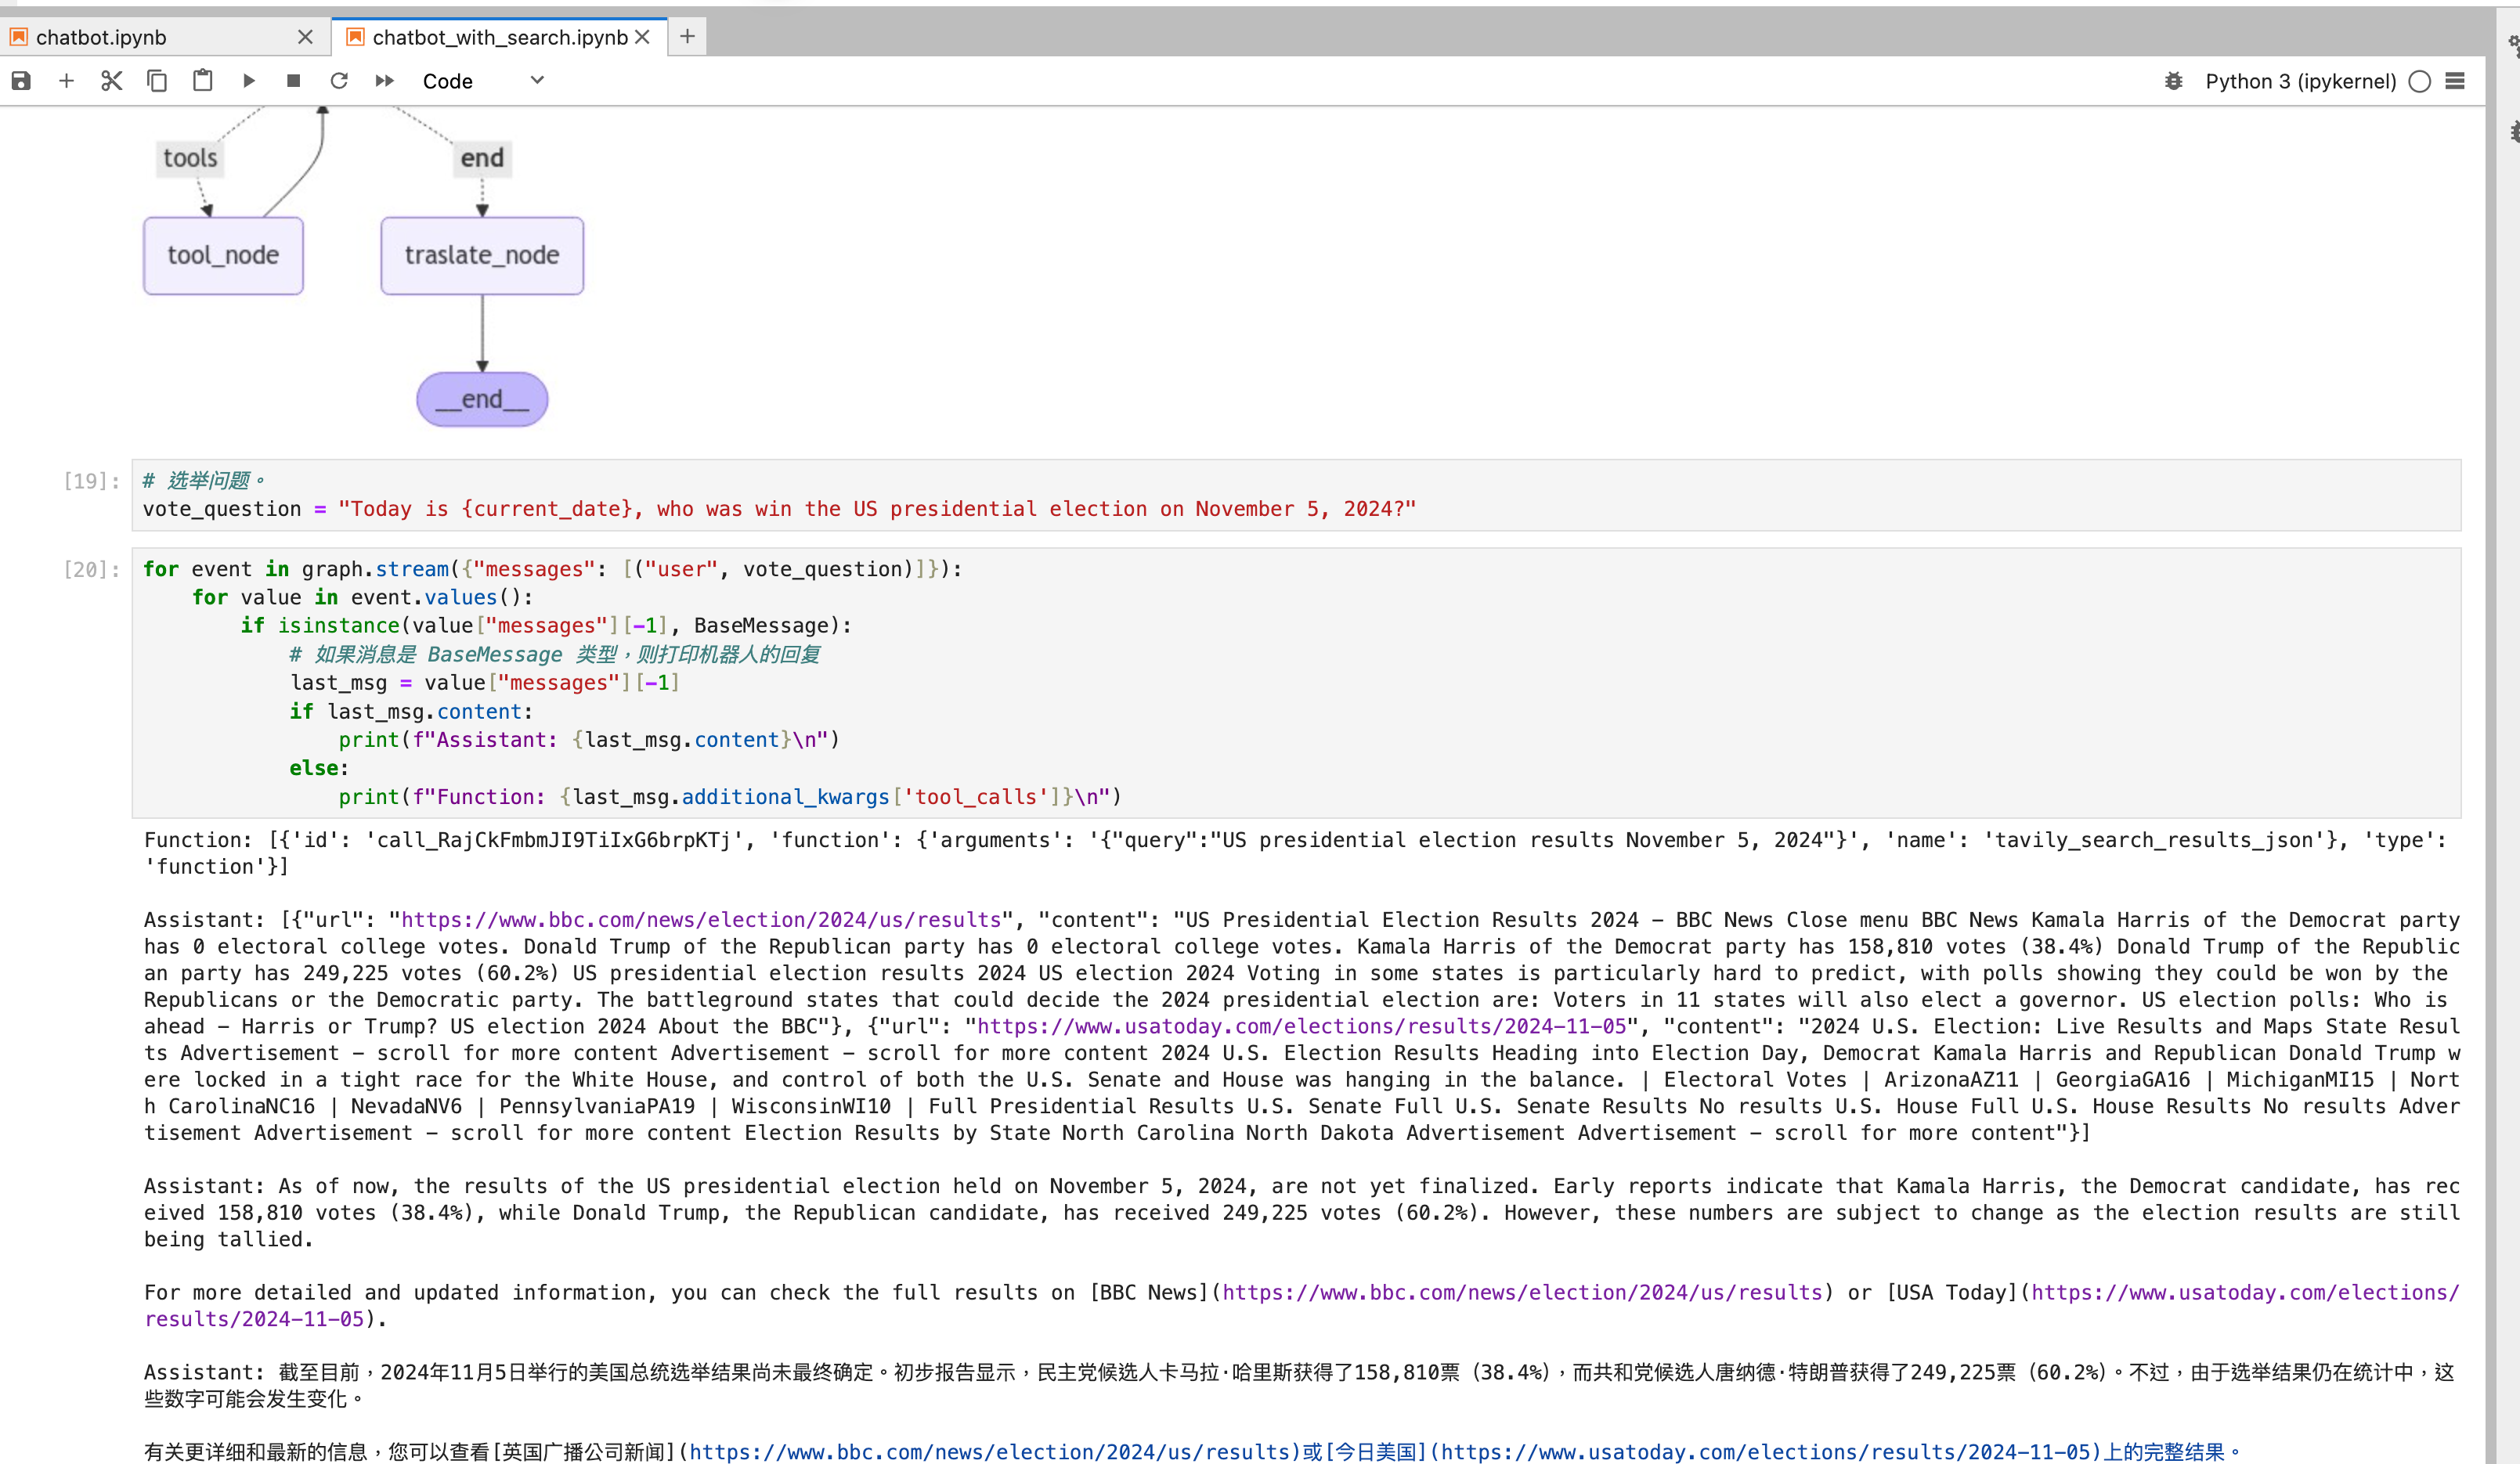 chatbot.ipynb
chatbot_with_search.ipynb
Code
Python 3 (ipykernel)
tools
end
tool_node
traslate_node
__end__
[19]:
# 选举问题。
vote_question = "Today is {current_date}, who was win the US presidential election on November 5, 2024?"
[20]:
for event in graph.stream({"messages": [("user", vote_question)]}):
    for value in event.values():
        if isinstance(value["messages"][-1], BaseMessage):
            # 如果消息是 BaseMessage 类型，则打印机器人的回复
            last_msg = value["messages"][-1]
            if last_msg.content:
                print(f"Assistant: {last_msg.content}\n")
            else:
                print(f"Function: {last_msg.additional_kwargs['tool_calls']}\n")
Function: [{'id': 'call_RajCkFmbmJI9TiIxG6brpKTj', 'function': {'arguments': '{"query":"US presidential election results November 5, 2024"}', 'name': 'tavily_search_results_json'}, 'type':
'function'}]
Assistant: [{"url": "https://www.bbc.com/news/election/2024/us/results", "content": "US Presidential Election Results 2024 - BBC News Close menu BBC News Kamala Harris of the Democrat party
has 0 electoral college votes. Donald Trump of the Republican party has 0 electoral college votes. Kamala Harris of the Democrat party has 158,810 votes (38.4%) Donald Trump of the Republic
an party has 249,225 votes (60.2%) US presidential election results 2024 US election 2024 Voting in some states is particularly hard to predict, with polls showing they could be won by the
Republicans or the Democratic party. The battleground states that could decide the 2024 presidential election are: Voters in 11 states will also elect a governor. US election polls: Who is
ahead - Harris or Trump? US election 2024 About the BBC"}, {"url": "https://www.usatoday.com/elections/results/2024-11-05", "content": "2024 U.S. Election: Live Results and Maps State Resul
ts Advertisement - scroll for more content Advertisement - scroll for more content 2024 U.S. Election Results Heading into Election Day, Democrat Kamala Harris and Republican Donald Trump w
ere locked in a tight race for the White House, and control of both the U.S. Senate and House was hanging in the balance. | Electoral Votes | ArizonaAZ11 | GeorgiaGA16 | MichiganMI15 | Nort
h CarolinaNC16 | NevadaNV6 | PennsylvaniaPA19 | WisconsinWI10 | Full Presidential Results U.S. Senate Full U.S. Senate Results No results U.S. House Full U.S. House Results No results Adver
tisement Advertisement - scroll for more content Election Results by State North Carolina North Dakota Advertisement Advertisement - scroll for more content"}]
Assistant: As of now, the results of the US presidential election held on November 5, 2024, are not yet finalized. Early reports indicate that Kamala Harris, the Democrat candidate, has rec
eived 158,810 votes (38.4%), while Donald Trump, the Republican candidate, has received 249,225 votes (60.2%). However, these numbers are subject to change as the election results are still
being tallied.
For more detailed and updated information, you can check the full results on [BBC News](https://www.bbc.com/news/election/2024/us/results) or [USA Today](https://www.usatoday.com/elections/
results/2024-11-05).
Assistant: 截至目前，2024年11月5日举行的美国总统选举结果尚未最终确定。初步报告显示，民主党候选人卡马拉·哈里斯获得了158,810票（38.4%），而共和党候选人唐纳德·特朗普获得了249,225票（60.2%）。不过，由于选举结果仍在统计中，这
些数字可能会发生变化。
有关更详细和最新的信息，您可以查看[英国广播公司新闻](https://www.bbc.com/news/election/2024/us/results)或[今日美国](https://www.usatoday.com/elections/results/2024-11-05)上的完整结果。